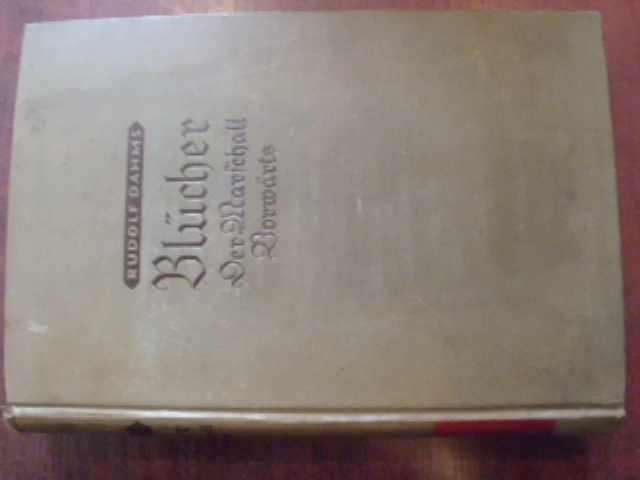 RUDOLF DAHMS
Blücher
Der Marschall
Vorwärts